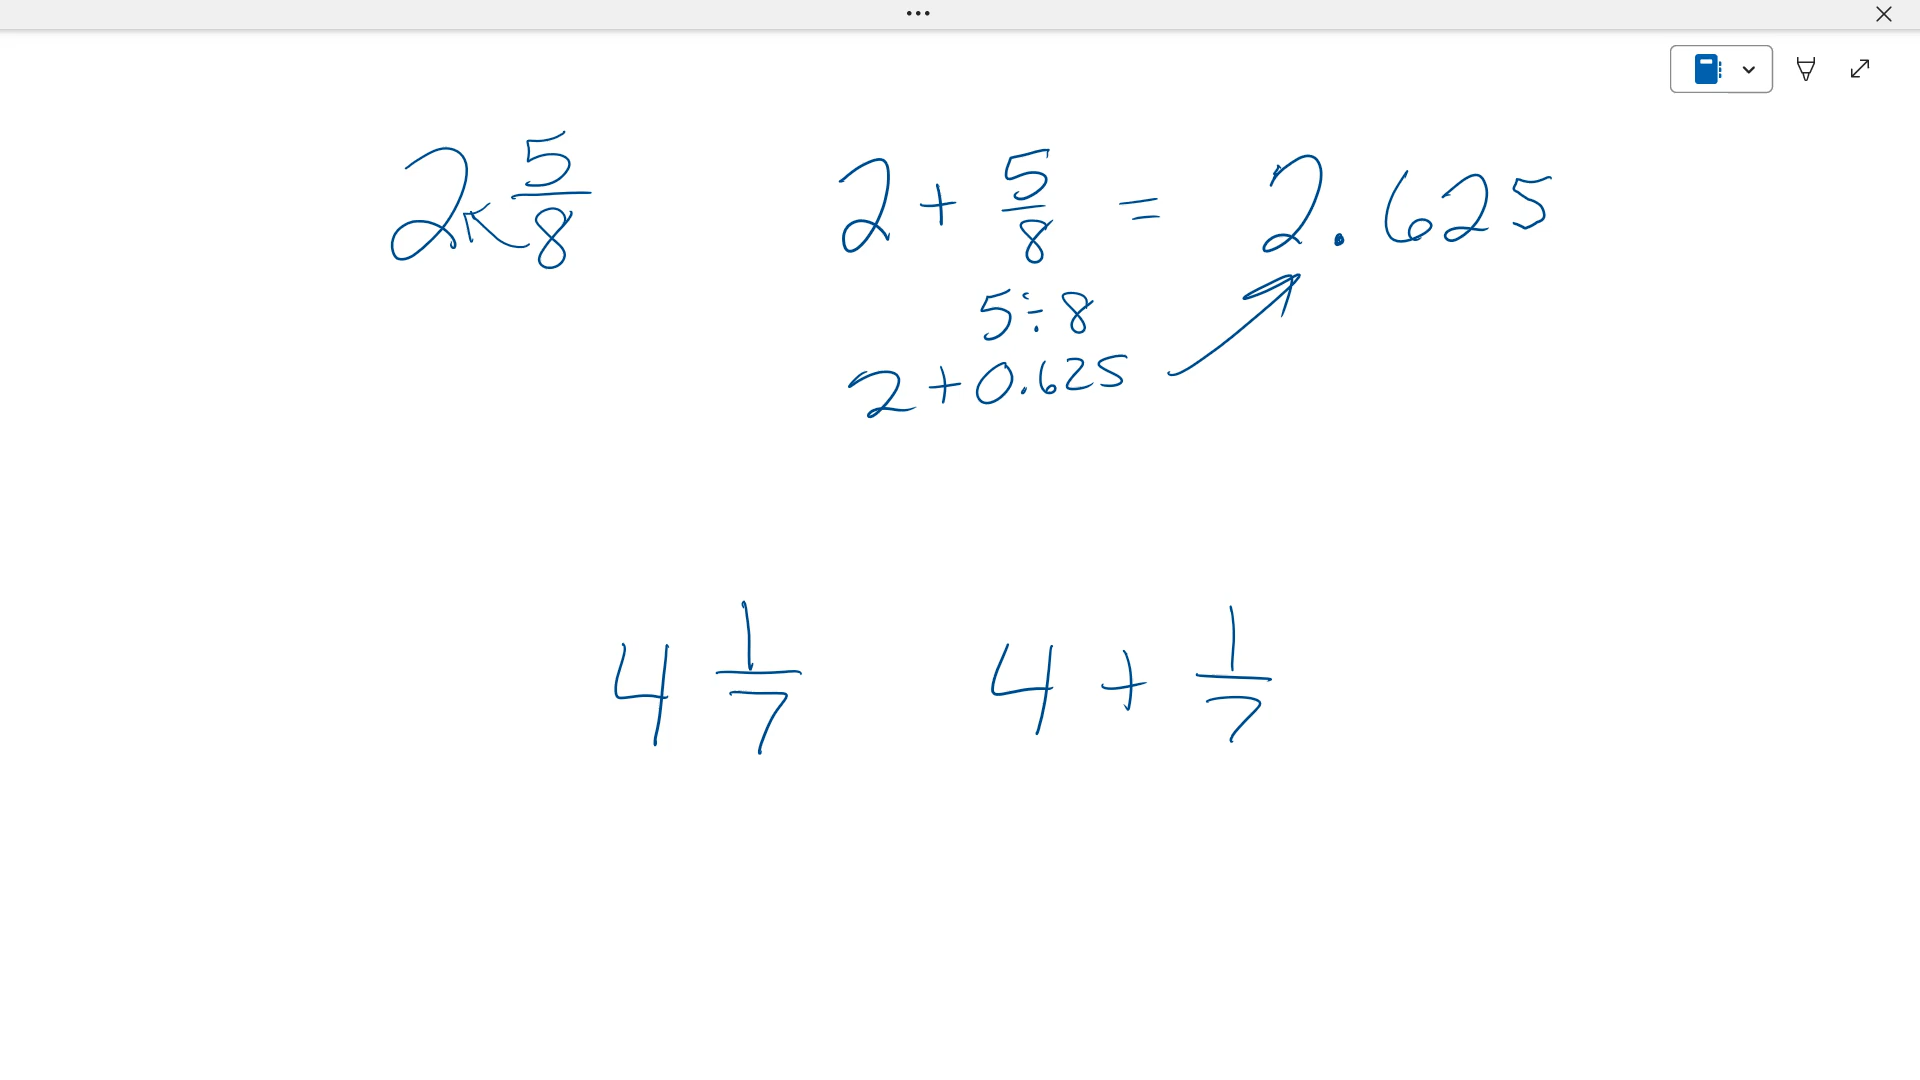 2 5/8    2 + 5/8 = 2.625
5 ÷ 8
2 + 0.625
4 1/7    4 + 1/7